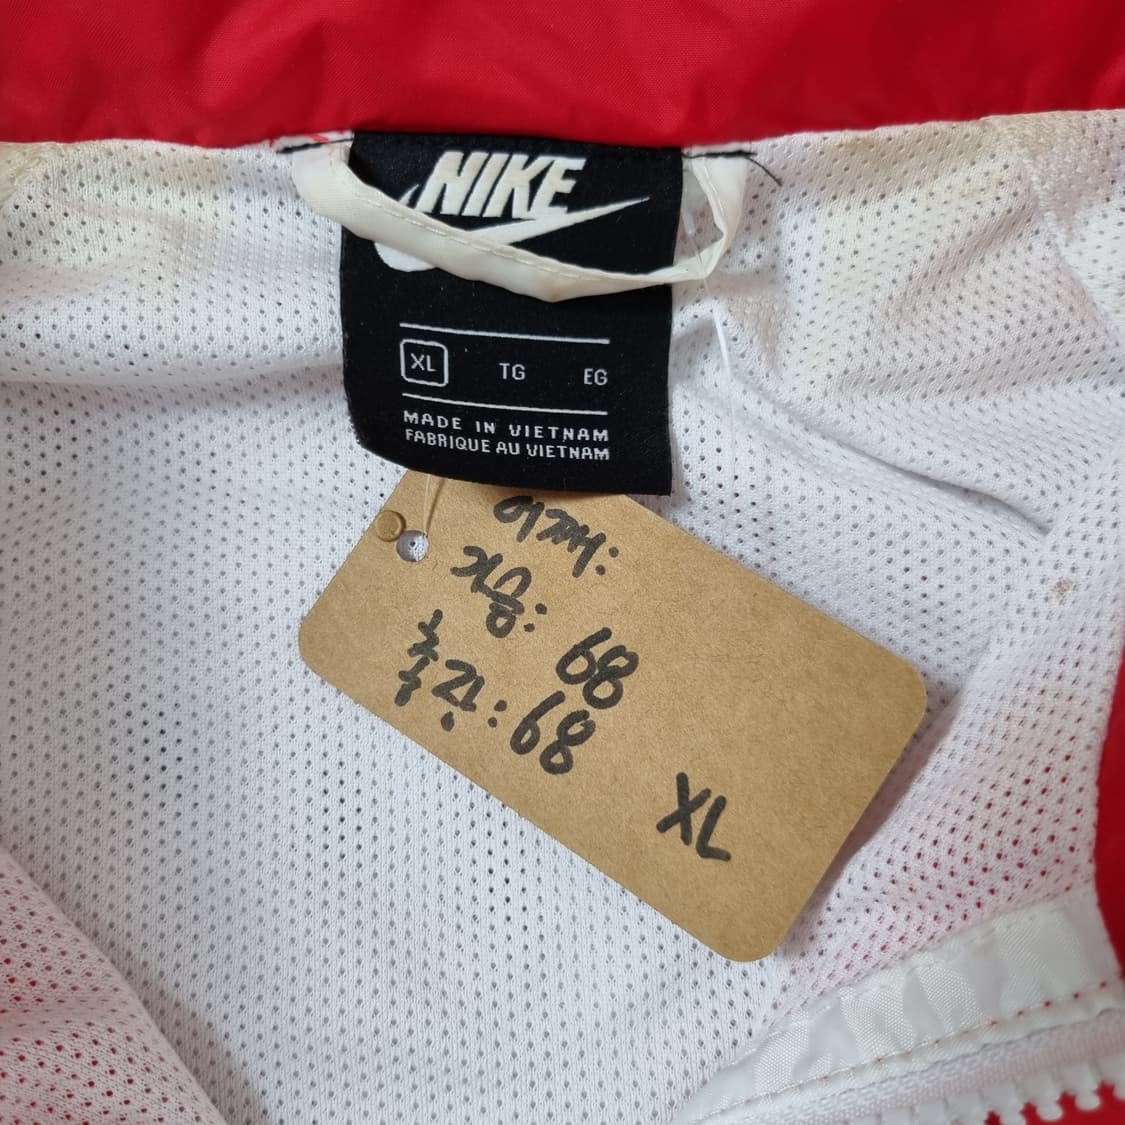 NIKE
XL TG EG
MADE IN VIETNAM
FABRIQUE AU VIETNAM
어깨:
가슴: 68
총장: 68
XL